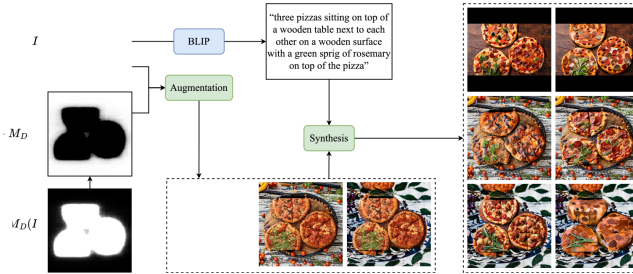 I
BLIP
"three pizzas sitting on top of
a wooden table next to each
other on a wooden surface
with a green sprig of rosemary
on top of the pizza"
Augmentation
· M_D
Synthesis
M_D(I